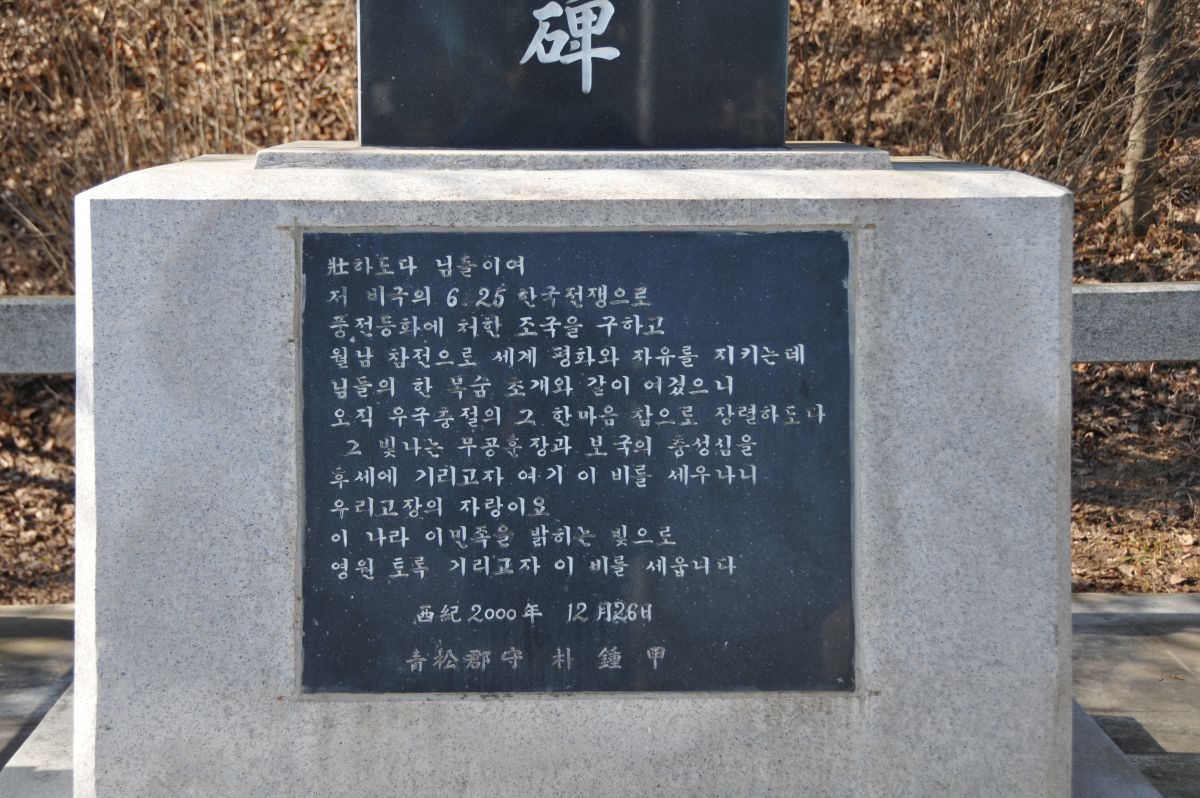 碑
壯하도다 님들이여
저 비극의 6.25 한국전쟁으로
풍전등화에 처한 조국을 구하고
월남 참전으로 세계 평화와 자유를 지키는데
님들의 한 목숨 초개와 같이 여겼으니
오직 우국충절의 그 한마음 참으로 장렬하도다
그 빛나는 무공훈장과 보국의 충성심을
후세에 기리고자 여기 이 비를 세우나니
우리고장의 자랑이요
이 나라 이민족을 밝히는 빛으로
영원 토록 기리고자 이 비를 세웁니다
西紀 2000年 12月26日
靑松郡守 朴鍾甲